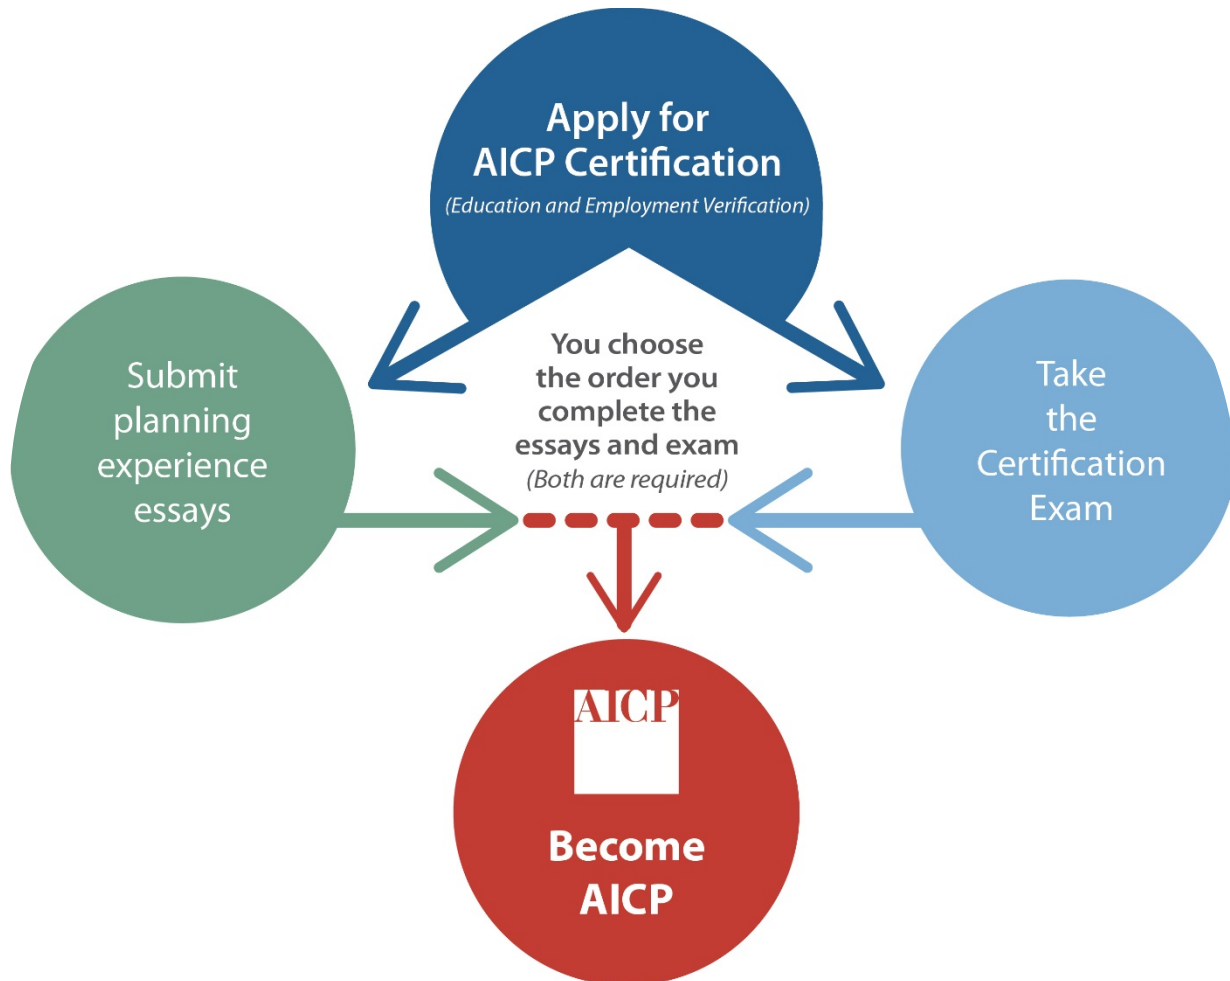 Apply for
AICP Certification
(Education and Employment Verification)
You choose
the order you
complete the
essays and exam
(Both are required)
Submit
planning
experience
essays
Take
the
Certification
Exam
AICP
Become
AICP